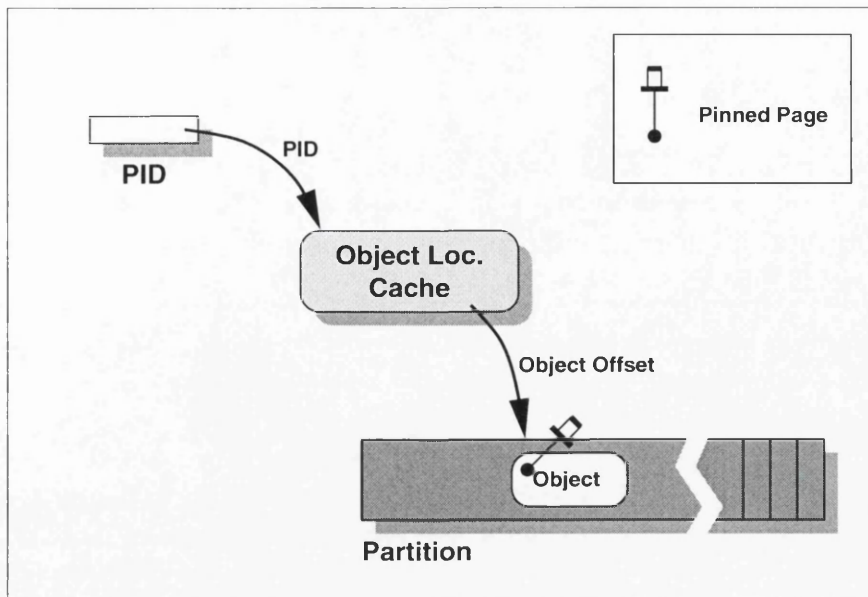 Pinned Page
PID
PID
Object Loc.
Cache
Object Offset
Object
Partition